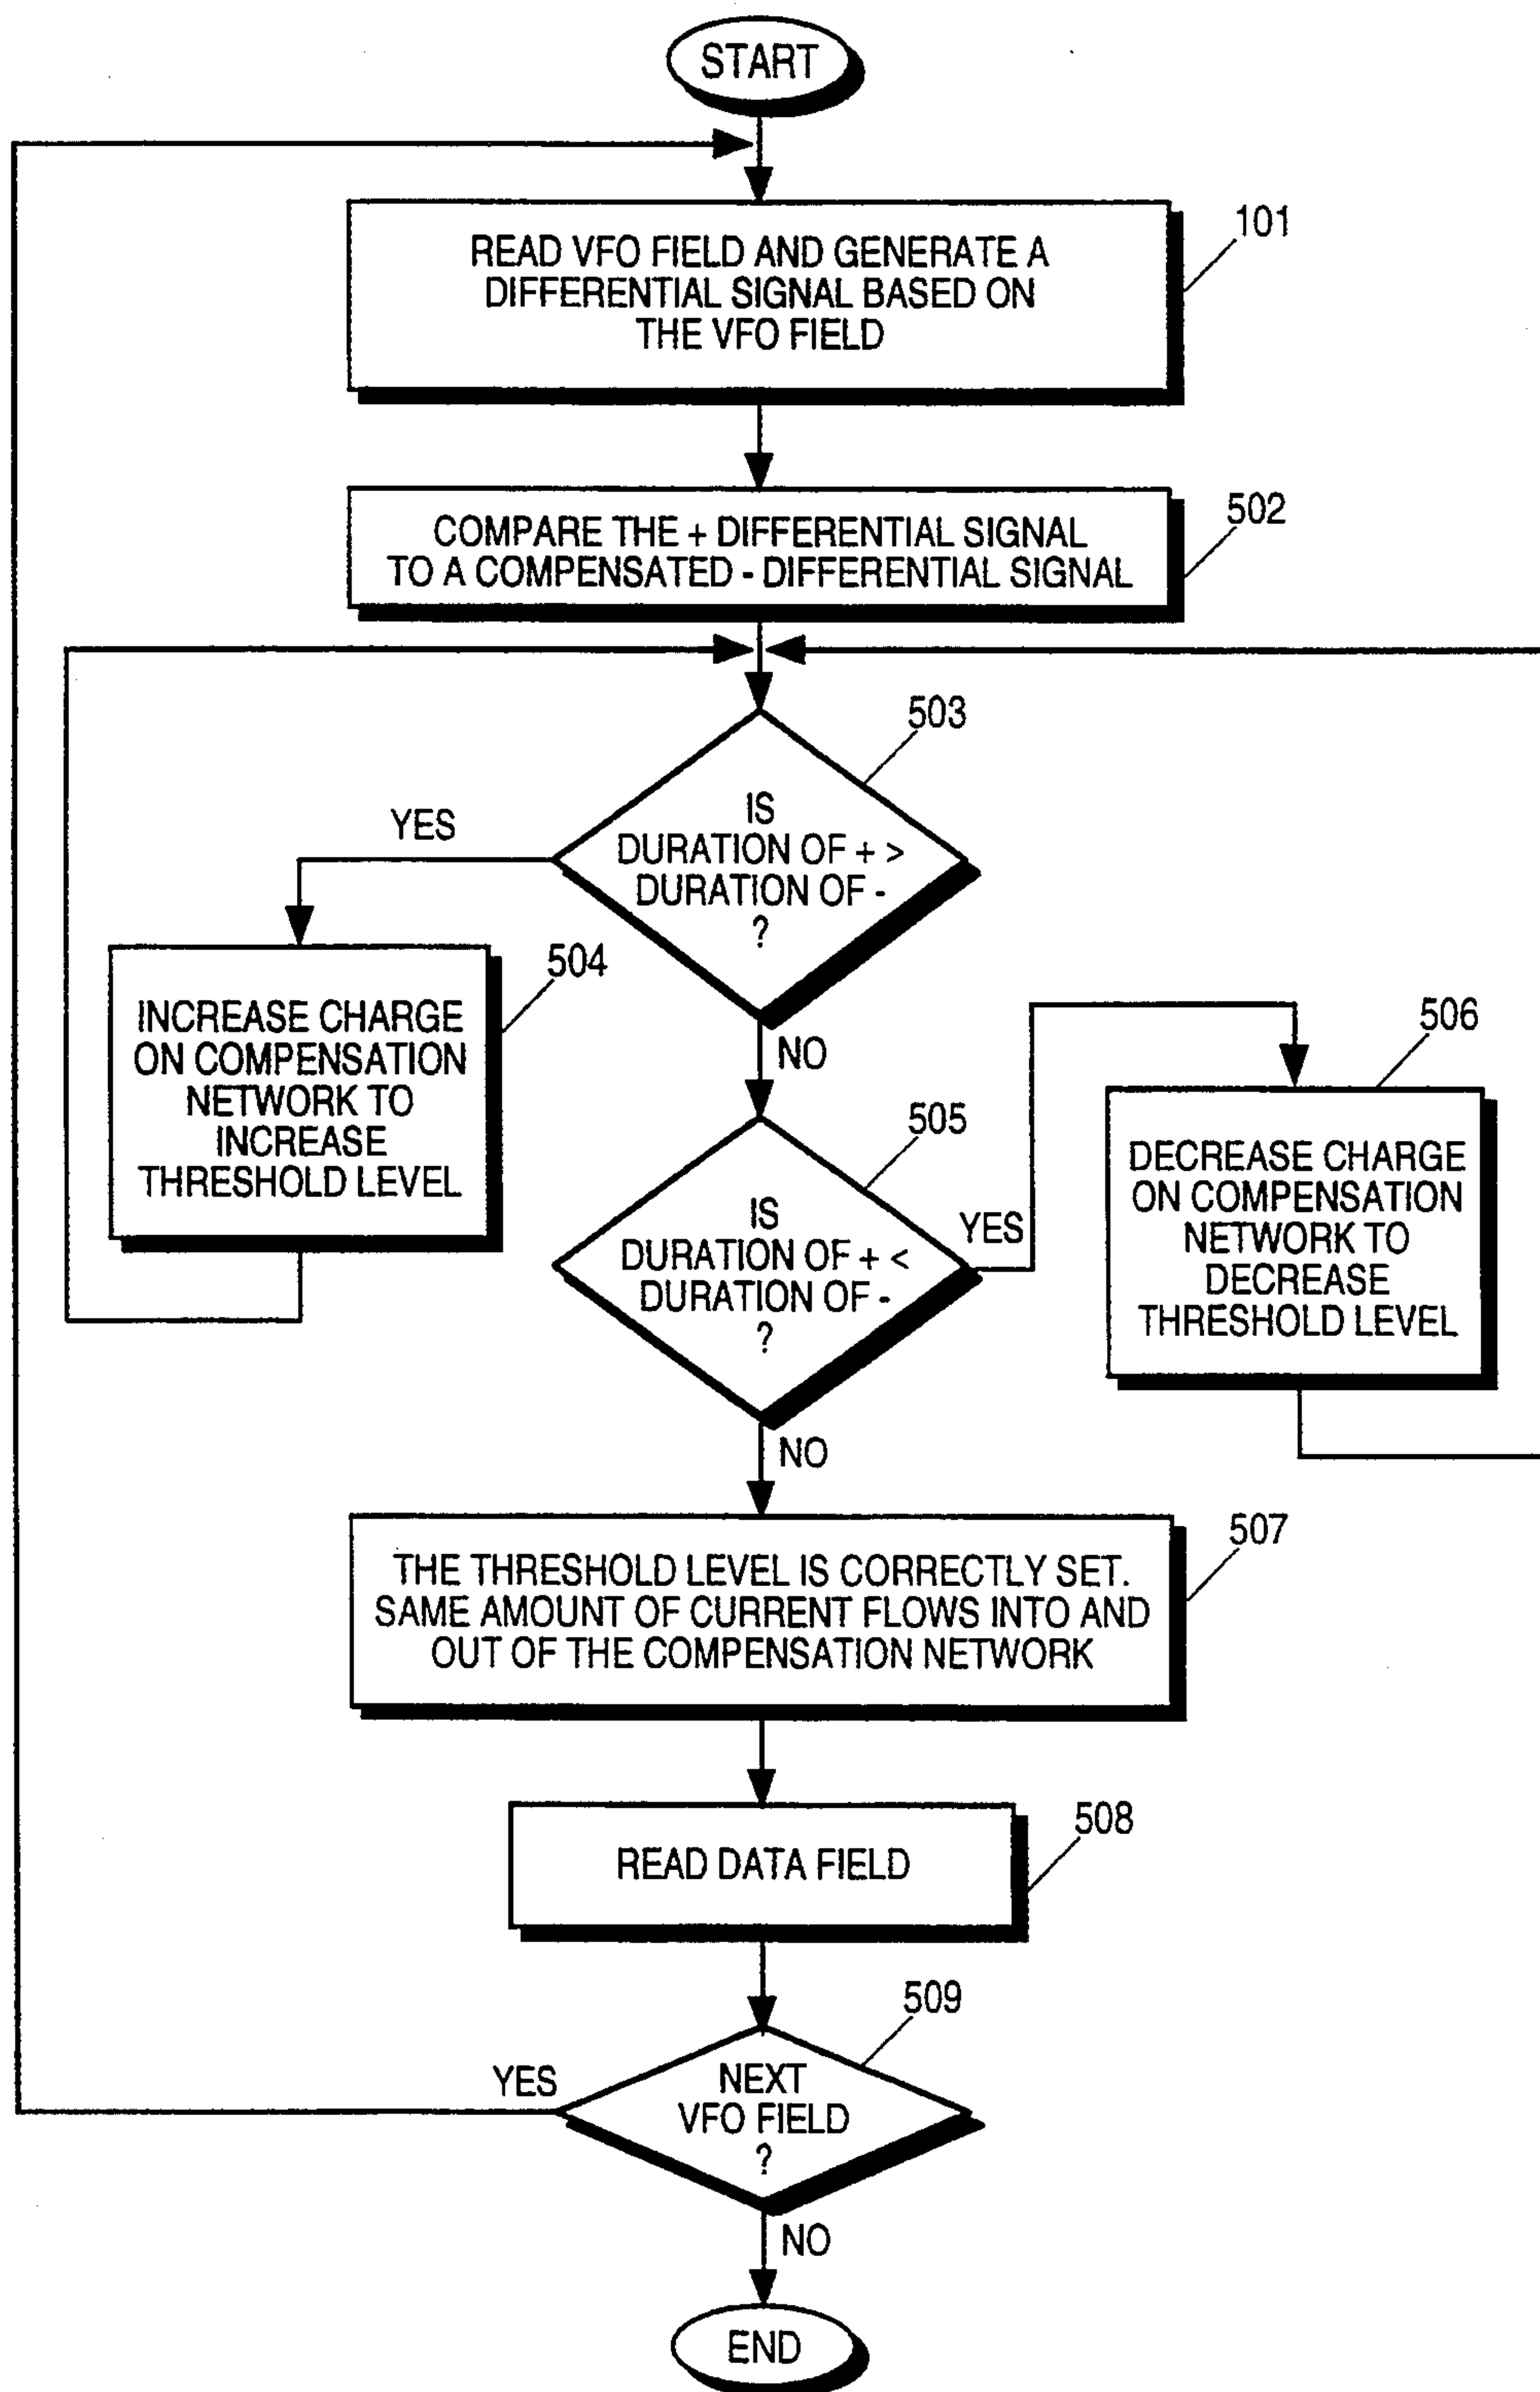 START
101
READ VFO FIELD AND GENERATE A
DIFFERENTIAL SIGNAL BASED ON
THE VFO FIELD
502
COMPARE THE + DIFFERENTIAL SIGNAL
TO A COMPENSATED - DIFFERENTIAL SIGNAL
503
IS
DURATION OF + >
DURATION OF -
?
YES
504
INCREASE CHARGE
ON COMPENSATION
NETWORK TO
INCREASE
THRESHOLD LEVEL
NO
505
IS
DURATION OF + <
DURATION OF -
?
YES
506
DECREASE CHARGE
ON COMPENSATION
NETWORK TO
DECREASE
THRESHOLD LEVEL
NO
507
THE THRESHOLD LEVEL IS CORRECTLY SET.
SAME AMOUNT OF CURRENT FLOWS INTO AND
OUT OF THE COMPENSATION NETWORK
508
READ DATA FIELD
509
NEXT
VFO FIELD
?
YES
NO
END